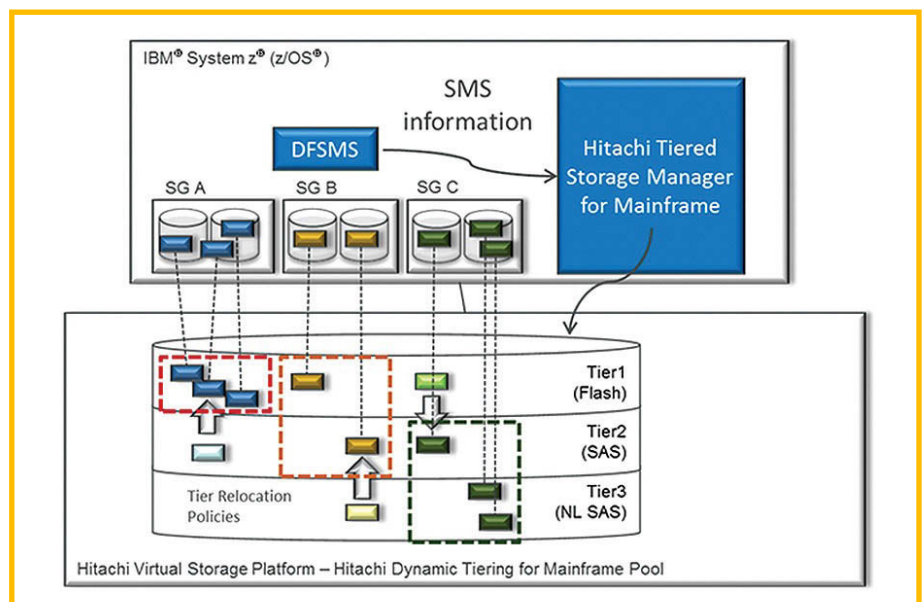 IBM® System z® (z/OS®)
SMS
information
DFSMS
Hitachi Tiered
Storage Manager
for Mainframe
SG A
SG B
SG C
Tier1
(Flash)
Tier2
(SAS)
Tier3
(NL SAS)
Tier Relocation
Policies
Hitachi Virtual Storage Platform – Hitachi Dynamic Tiering for Mainframe Pool